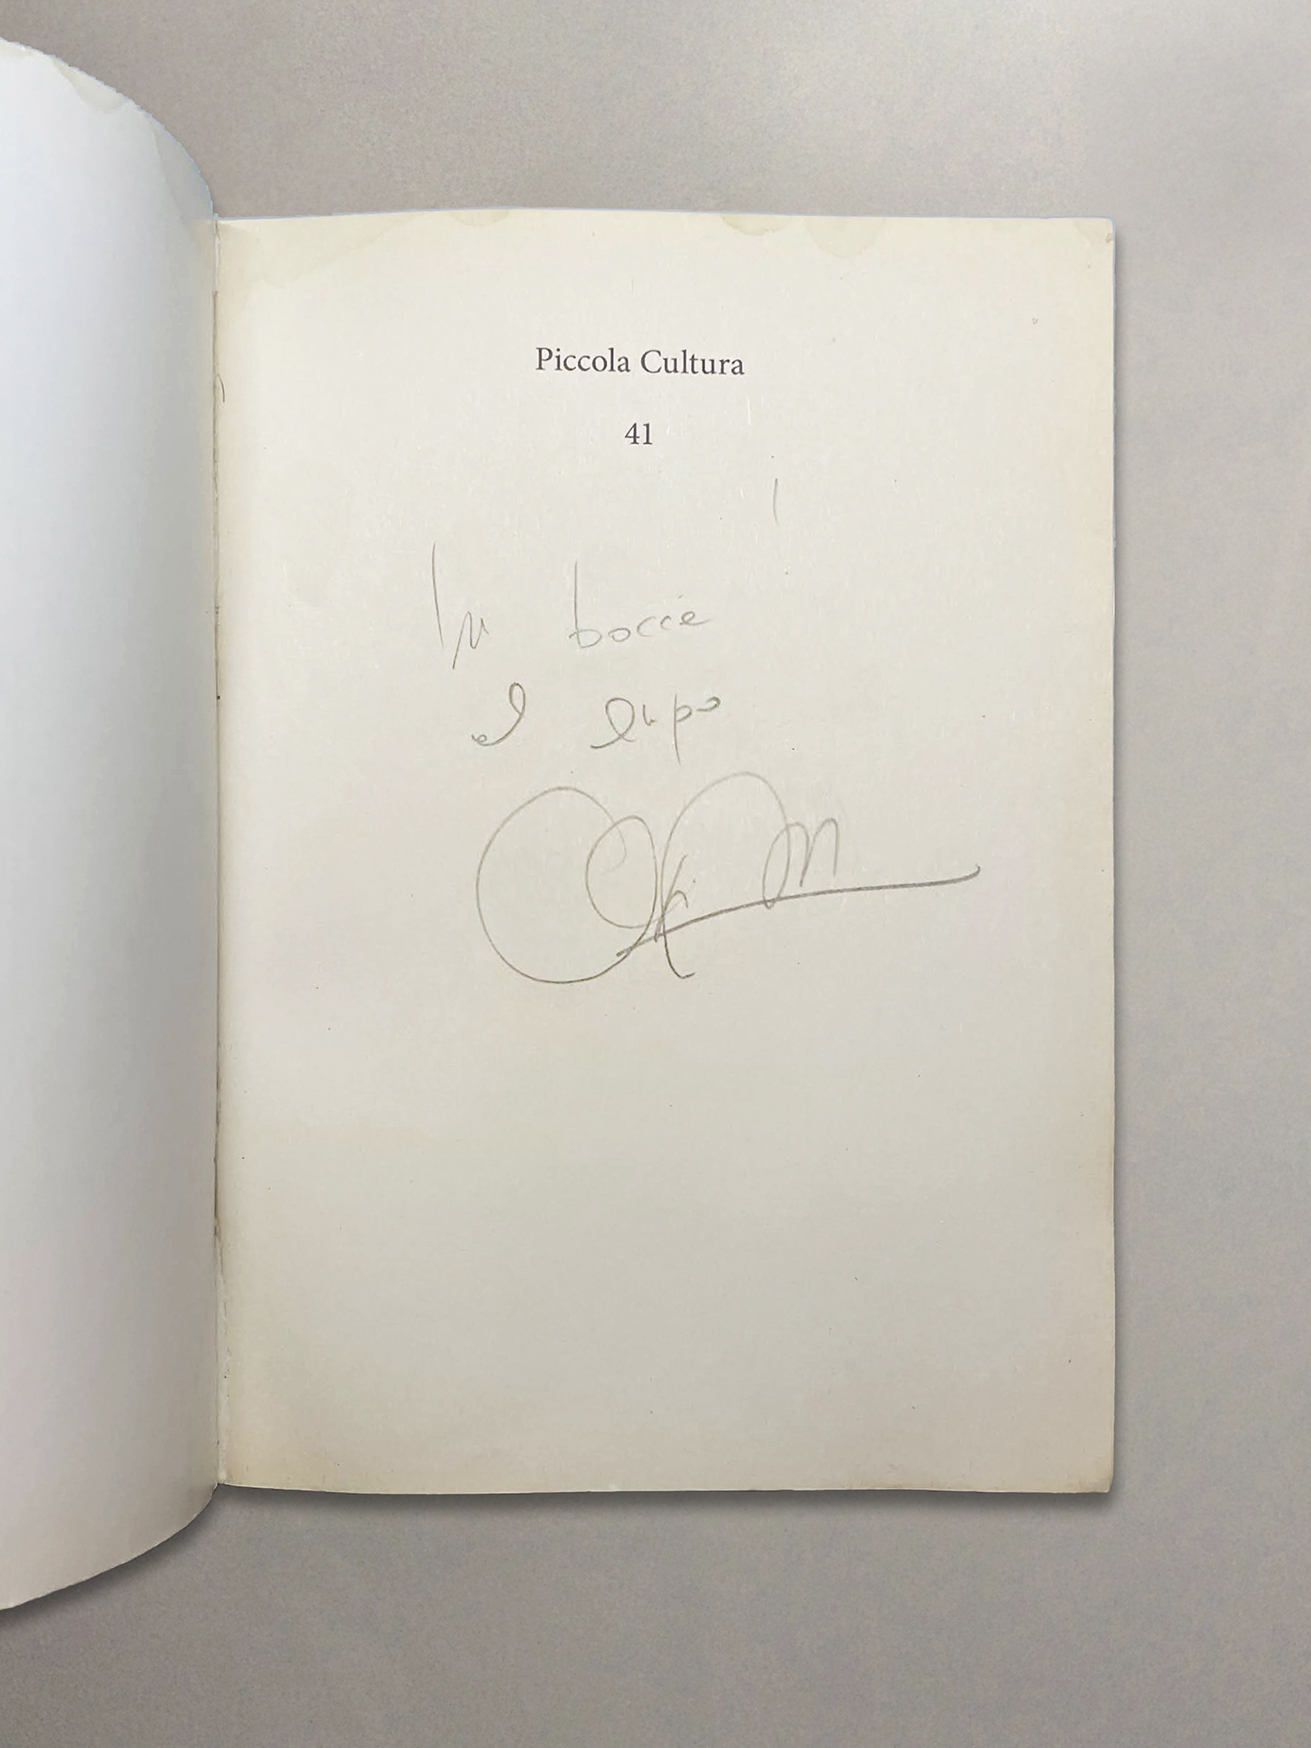 Piccola Cultura
41
In bocca
al lupo